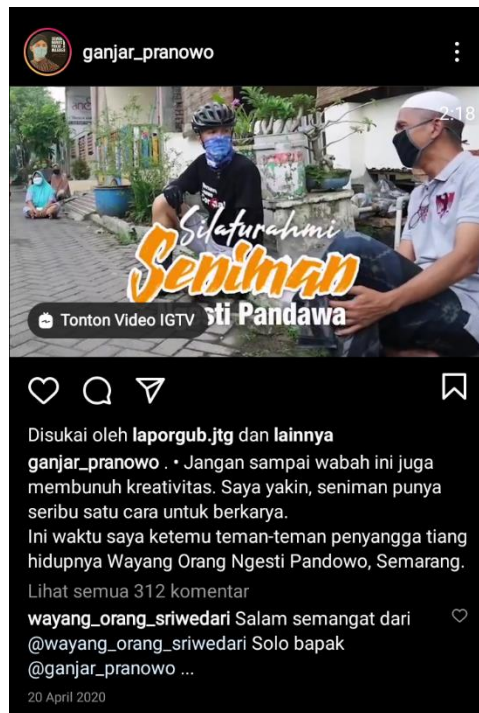 ganjar_pranowo
2:18
Silaturahmi
Seniman
Tonton Video IGTV
sti Pandawa
Disukai oleh laporgub.jtg dan lainnya
ganjar_pranowo . • Jangan sampai wabah ini juga
membunuh kreativitas. Saya yakin, seniman punya
seribu satu cara untuk berkarya.
Ini waktu saya ketemu teman-teman penyangga tiang
hidupnya Wayang Orang Ngesti Pandowo, Semarang.
Lihat semua 312 komentar
wayang_orang_sriwedari Salam semangat dari
@wayang_orang_sriwedari Solo bapak
@ganjar_pranowo ...
20 April 2020